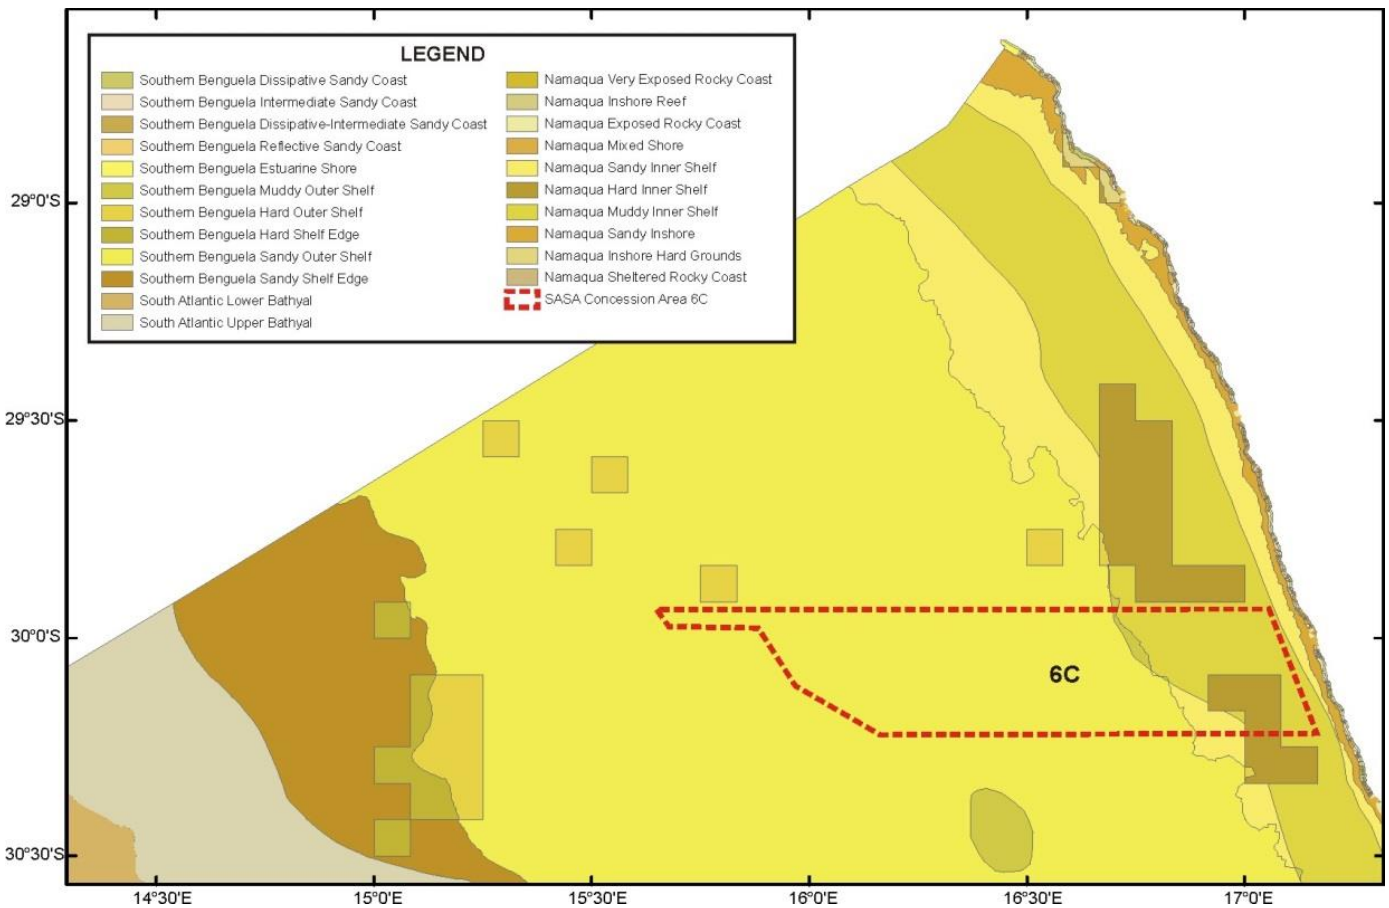 LEGEND
Southern Benguela Dissipative Sandy Coast
Southern Benguela Intermediate Sandy Coast
Southern Benguela Dissipative-Intermediate Sandy Coast
Southern Benguela Reflective Sandy Coast
Southern Benguela Estuarine Shore
Southern Benguela Muddy Outer Shelf
Southern Benguela Hard Outer Shelf
Southern Benguela Hard Shelf Edge
Southern Benguela Sandy Outer Shelf
Southern Benguela Sandy Shelf Edge
South Atlantic Lower Bathyal
South Atlantic Upper Bathyal
Namaqua Very Exposed Rocky Coast
Namaqua Inshore Reef
Namaqua Exposed Rocky Coast
Namaqua Mixed Shore
Namaqua Sandy Inner Shelf
Namaqua Hard Inner Shelf
Namaqua Muddy Inner Shelf
Namaqua Sandy Inshore
Namaqua Inshore Hard Grounds
Namaqua Sheltered Rocky Coast
SASA Concession Area 6C
29°0'S
29°30'S
30°0'S
30°30'S
6C
14°30'E
15°0'E
15°30'E
16°0'E
16°30'E
17°0'E